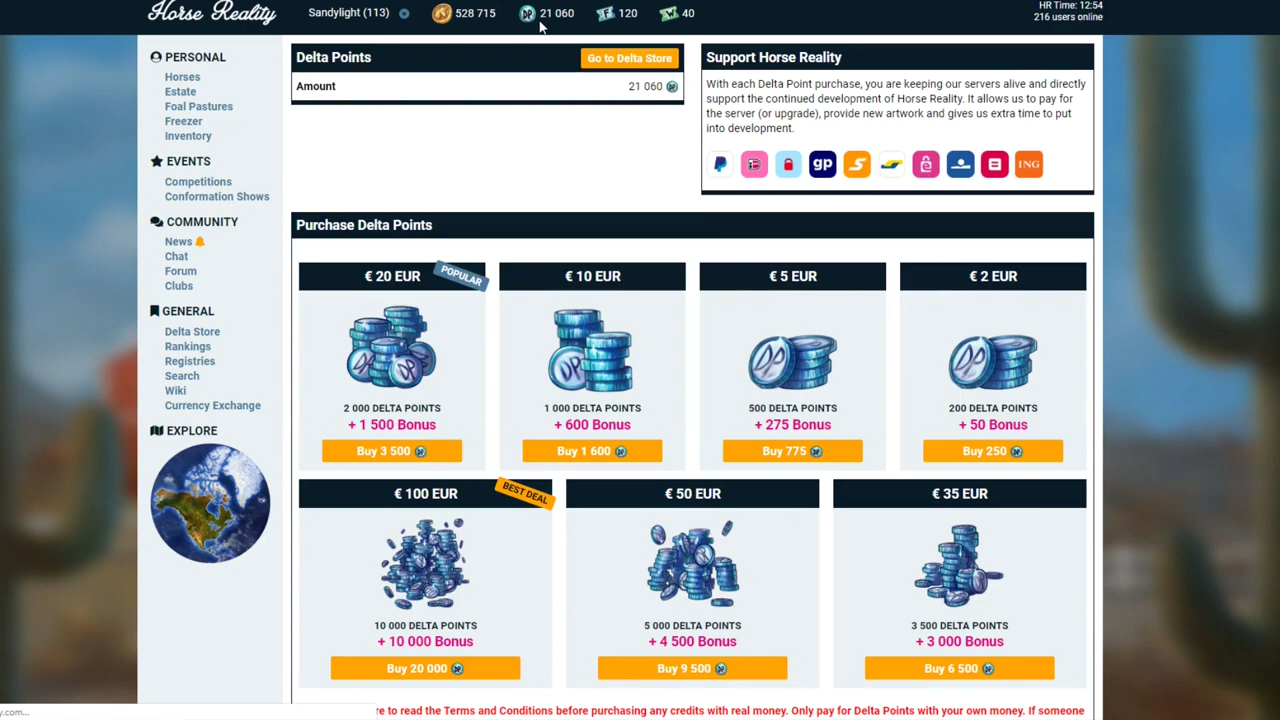 Horse Reality
Sandylight (113)
528 715
DP
21 060
120
40
HR Time: 12:54
216 users online
PERSONAL
Horses
Estate
Foal Pastures
Freezer
Inventory
EVENTS
Competitions
Conformation Shows
COMMUNITY
News
Chat
Forum
Clubs
GENERAL
Delta Store
Rankings
Registries
Search
Wiki
Currency Exchange
EXPLORE
Delta Points
Go to Delta Store
Amount
21 060
Support Horse Reality
With each Delta Point purchase, you are keeping our servers alive and directly
support the continued development of Horse Reality. It allows us to pay for
the server (or upgrade), provide new artwork and gives us extra time to put
into development.
gp
ING
Purchase Delta Points
€ 20 EUR
POPULAR
DP
2 000 DELTA POINTS
+ 1 500 Bonus
Buy 3 500
€ 10 EUR
DP
1 000 DELTA POINTS
+ 600 Bonus
Buy 1 600
€ 5 EUR
DP
500 DELTA POINTS
+ 275 Bonus
Buy 775
€ 2 EUR
DP
200 DELTA POINTS
+ 50 Bonus
Buy 250
€ 100 EUR
BEST DEAL
10 000 DELTA POINTS
+ 10 000 Bonus
Buy 20 000
€ 50 EUR
5 000 DELTA POINTS
+ 4 500 Bonus
Buy 9 500
€ 35 EUR
3 500 DELTA POINTS
+ 3 000 Bonus
Buy 6 500
re to read the Terms and Conditions before purchasing any credits with real money. Only pay for Delta Points with your own money. If someone
y.com...